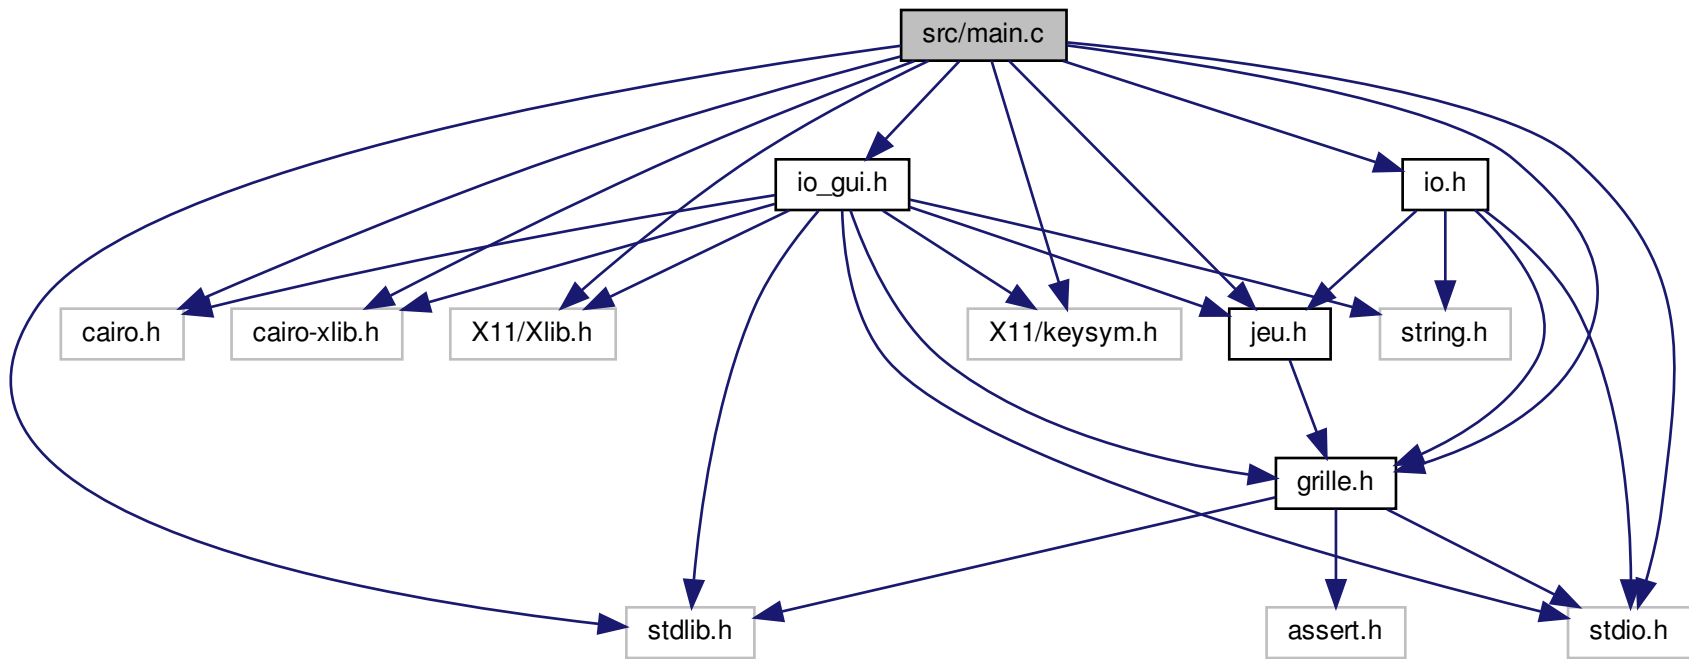 src/main.c
io_gui.h
io.h
cairo.h
cairo-xlib.h
X11/Xlib.h
X11/keysym.h
jeu.h
string.h
grille.h
stdlib.h
assert.h
stdio.h